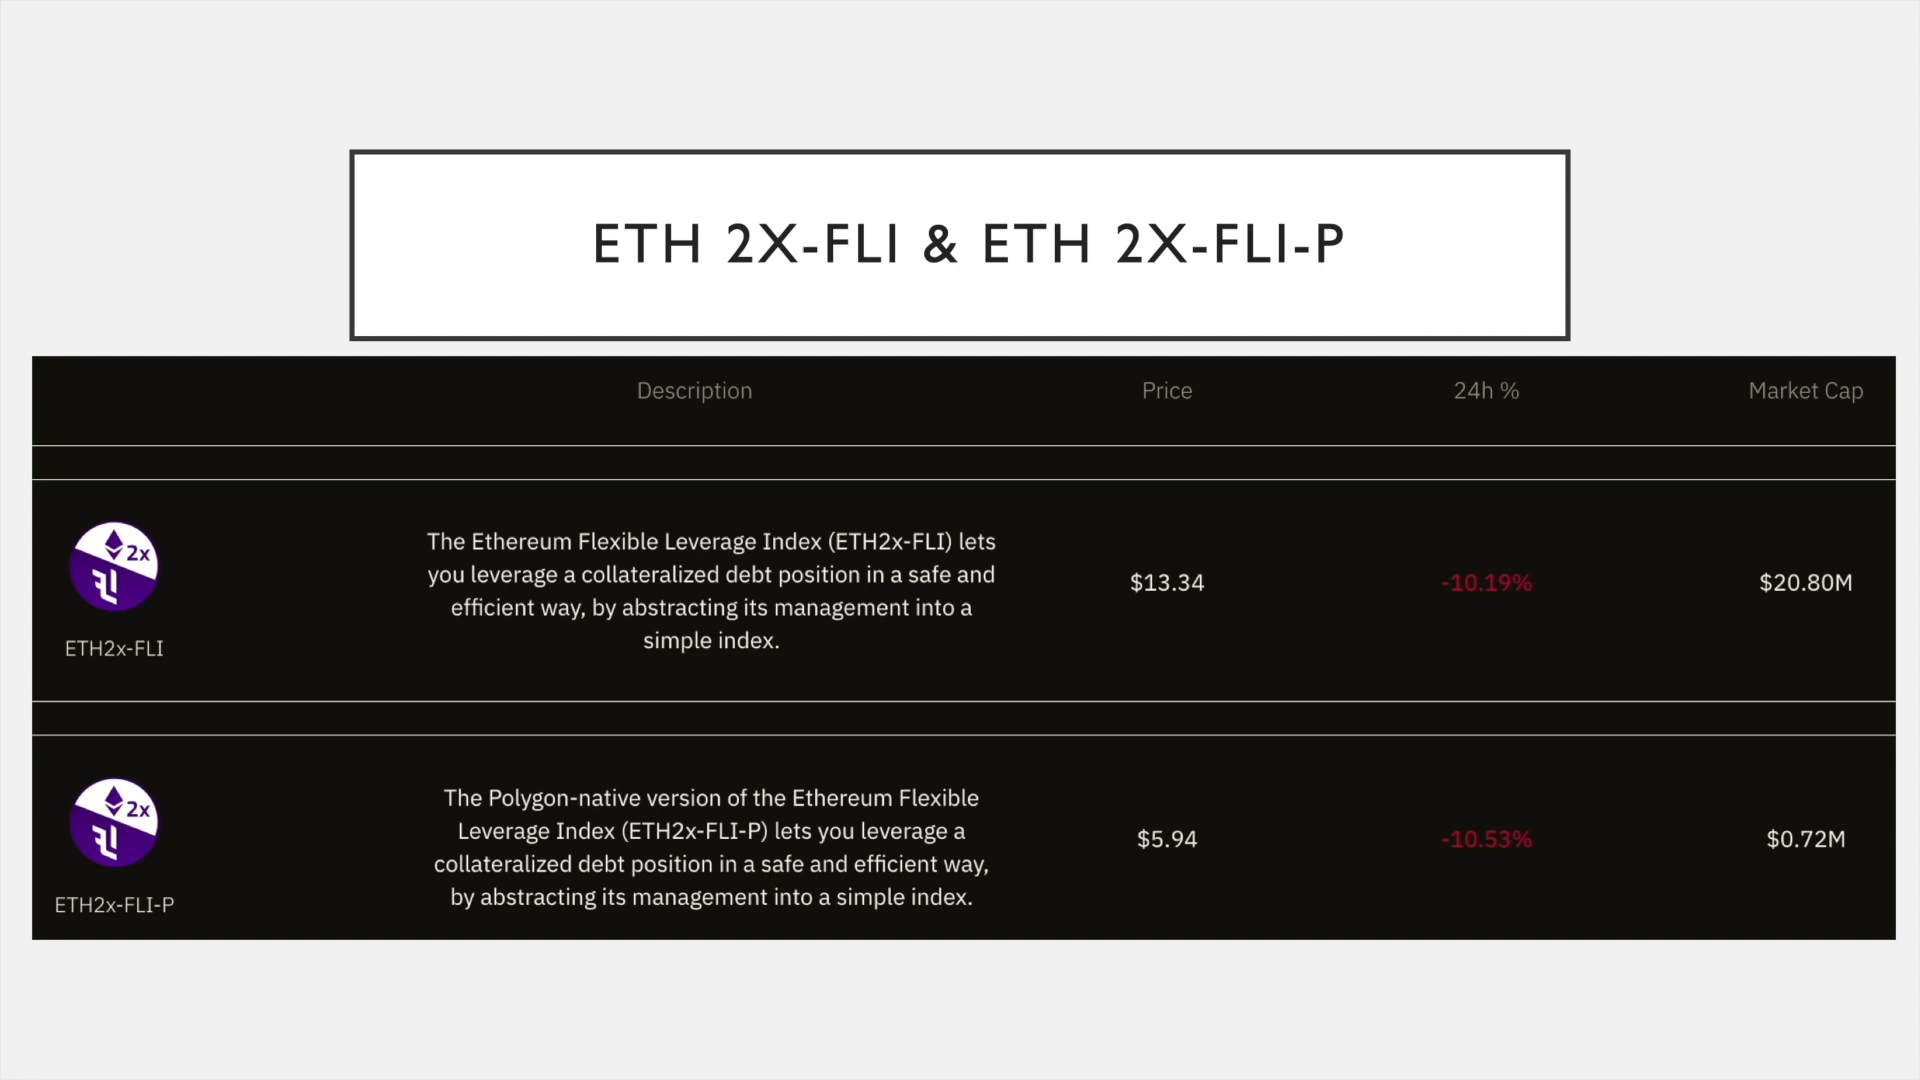 ETH 2X-FLI & ETH 2X-FLI-P
Description Price 24h % Market Cap
2x
ETH2x-FLI
The Ethereum Flexible Leverage Index (ETH2x-FLI) lets
you leverage a collateralized debt position in a safe and
efficient way, by abstracting its management into a
simple index.
$13.34 -10.19% $20.80M
2x
ETH2x-FLI-P
The Polygon-native version of the Ethereum Flexible
Leverage Index (ETH2x-FLI-P) lets you leverage a
collateralized debt position in a safe and efficient way,
by abstracting its management into a simple index.
$5.94 -10.53% $0.72M